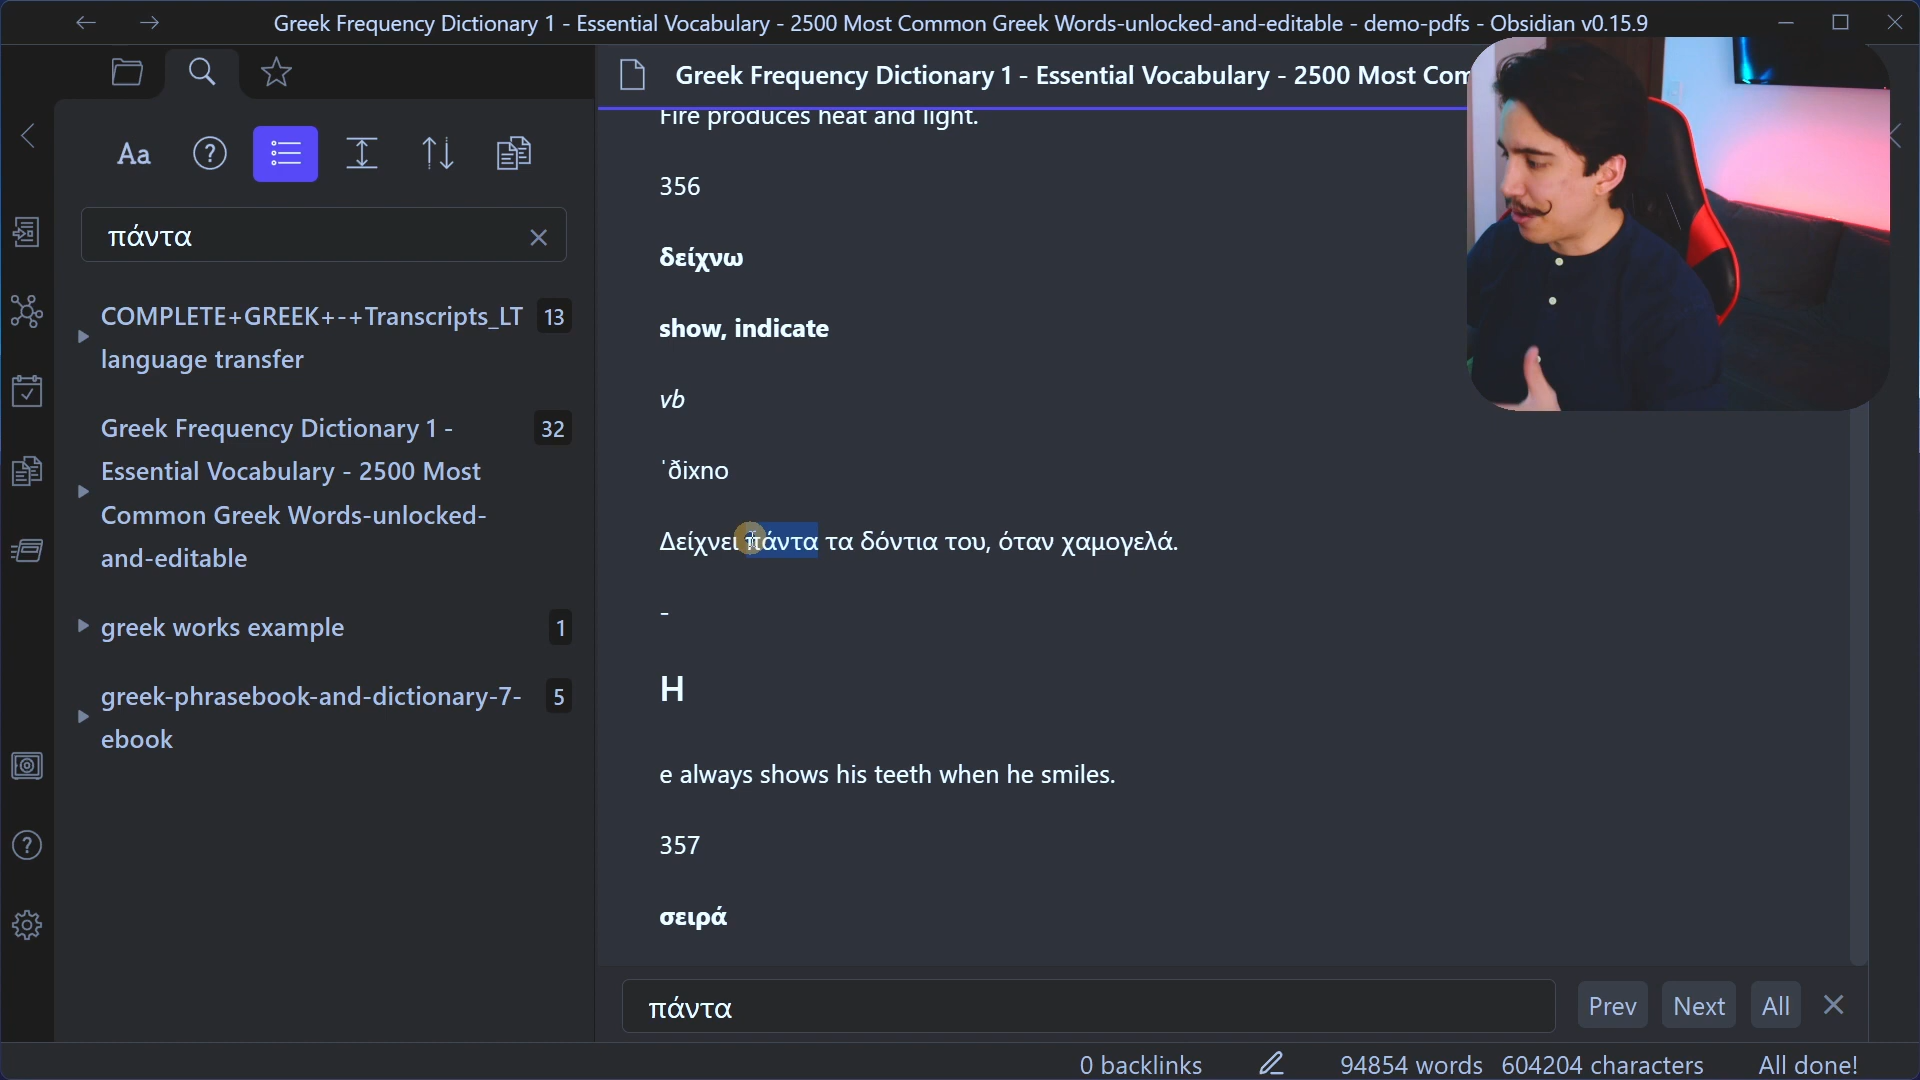 Greek Frequency Dictionary 1 - Essential Vocabulary - 2500 Most Common Greek Words-unlocked-and-editable - demo-pdfs - Obsidian v0.15.9
Greek Frequency Dictionary 1 - Essential Vocabulary - 2500 Most Com
Aa
πάντα
COMPLETE+GREEK+-+Transcripts_LT 13
language transfer
Greek Frequency Dictionary 1 - 32
Essential Vocabulary - 2500 Most
Common Greek Words-unlocked-
and-editable
greek works example 1
greek-phrasebook-and-dictionary-7- 5
ebook
Fire produces heat and light.
356
δείχνω
show, indicate
vb
ˈðixno
Δείχνει πάντα τα δόντια του, όταν χαμογελά.
-
H
e always shows his teeth when he smiles.
357
σειρά
πάντα
Prev Next All
0 backlinks 94854 words 604204 characters All done!